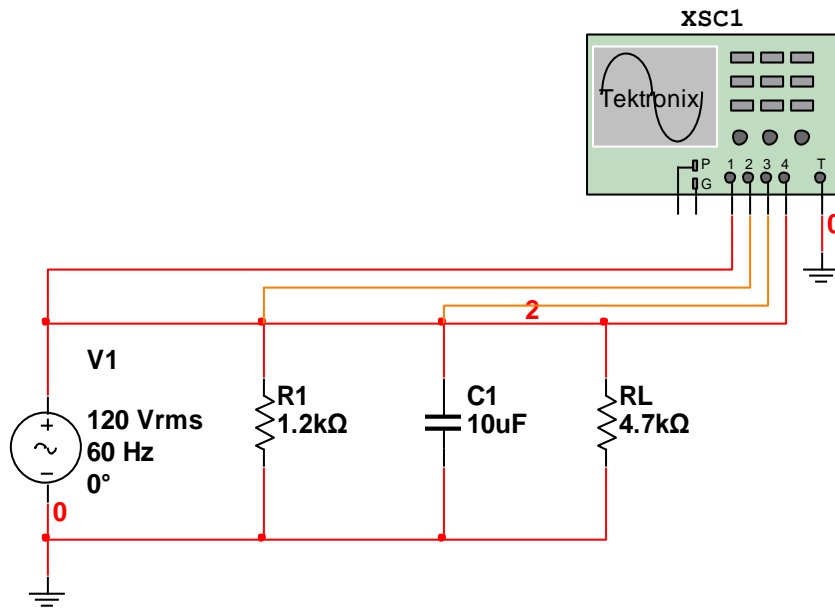 XSC1
Tektronix
P
G
1 2 3 4 T
0
2
V1
120 Vrms
60 Hz
0°
R1
1.2kΩ
C1
10uF
RL
4.7kΩ
0